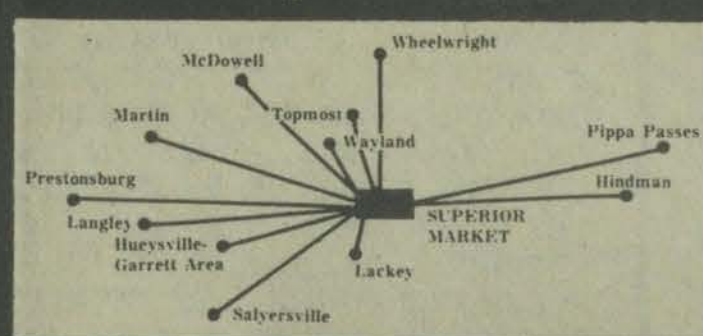 Wheelwright
McDowell
Topmost
Martin
Wayland
Pippa Passes
Prestonsburg
Hindman
Langley
SUPERIOR
MARKET
Hueysville-
Garrett Area
Lackey
Salyersville